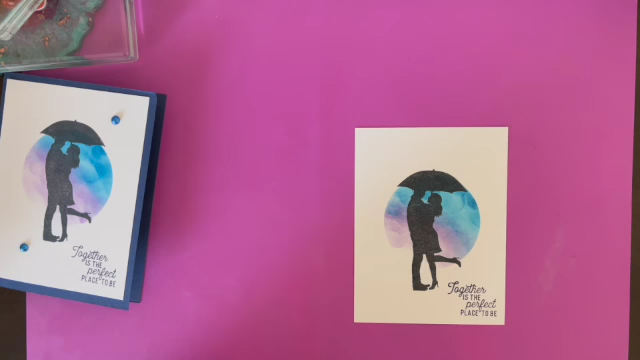 Together
IS THE
perfect
PLACE TO BE
Together
IS THE
perfect
PLACE TO BE